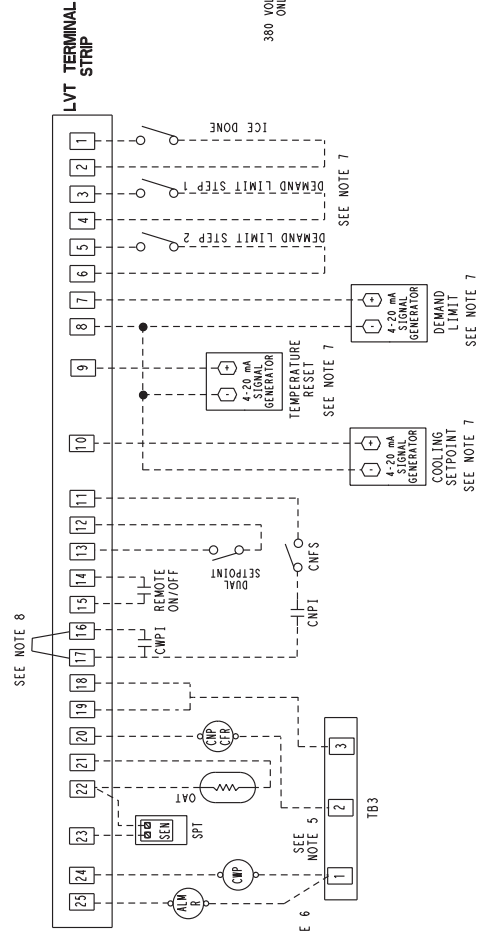 LVT TERMINAL
STRIP
380 VOL
ONL
1
2
3
4
5
6
7
8
9
10
11
12
13
14
15
16
17
18
19
20
21
22
23
24
25
ICE DONE
DEMAND LIMIT STEP 1
DEMAND LIMIT STEP 2
SEE NOTE 7
(-) (+)
4-20 mA
SIGNAL
GENERATOR
DEMAND
LIMIT
SEE NOTE 7
(-) (+)
4-20 mA
SIGNAL
GENERATOR
TEMPERATURE
RESET
SEE NOTE 7
(-) (+)
4-20 mA
SIGNAL
GENERATOR
COOLING
SETPOINT
SEE NOTE 7
DUAL
SETPOINT
CNFS
CNPI
REMOTE
ON/OFF
CWPI
SEE NOTE 8
CNP
CFR
OAT
SEN
SPT
CWP
ALM
R
SEE
NOTE 5
1
2
3
TB3
E 6